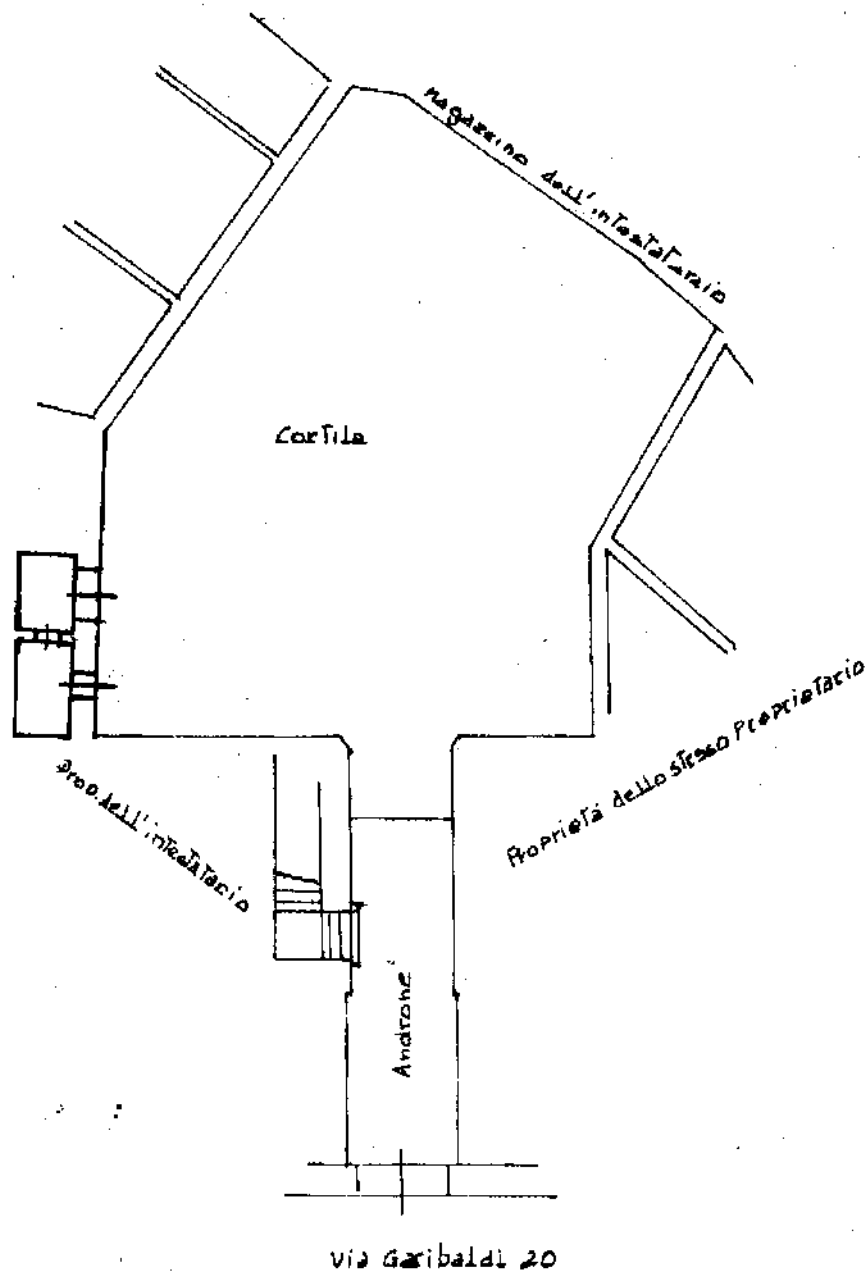 Magazzino dell'intestatario
Cortile
Prop. dell'intestatario
Proprietà dello stesso Proprietario
Androne
Via Garibaldi 20